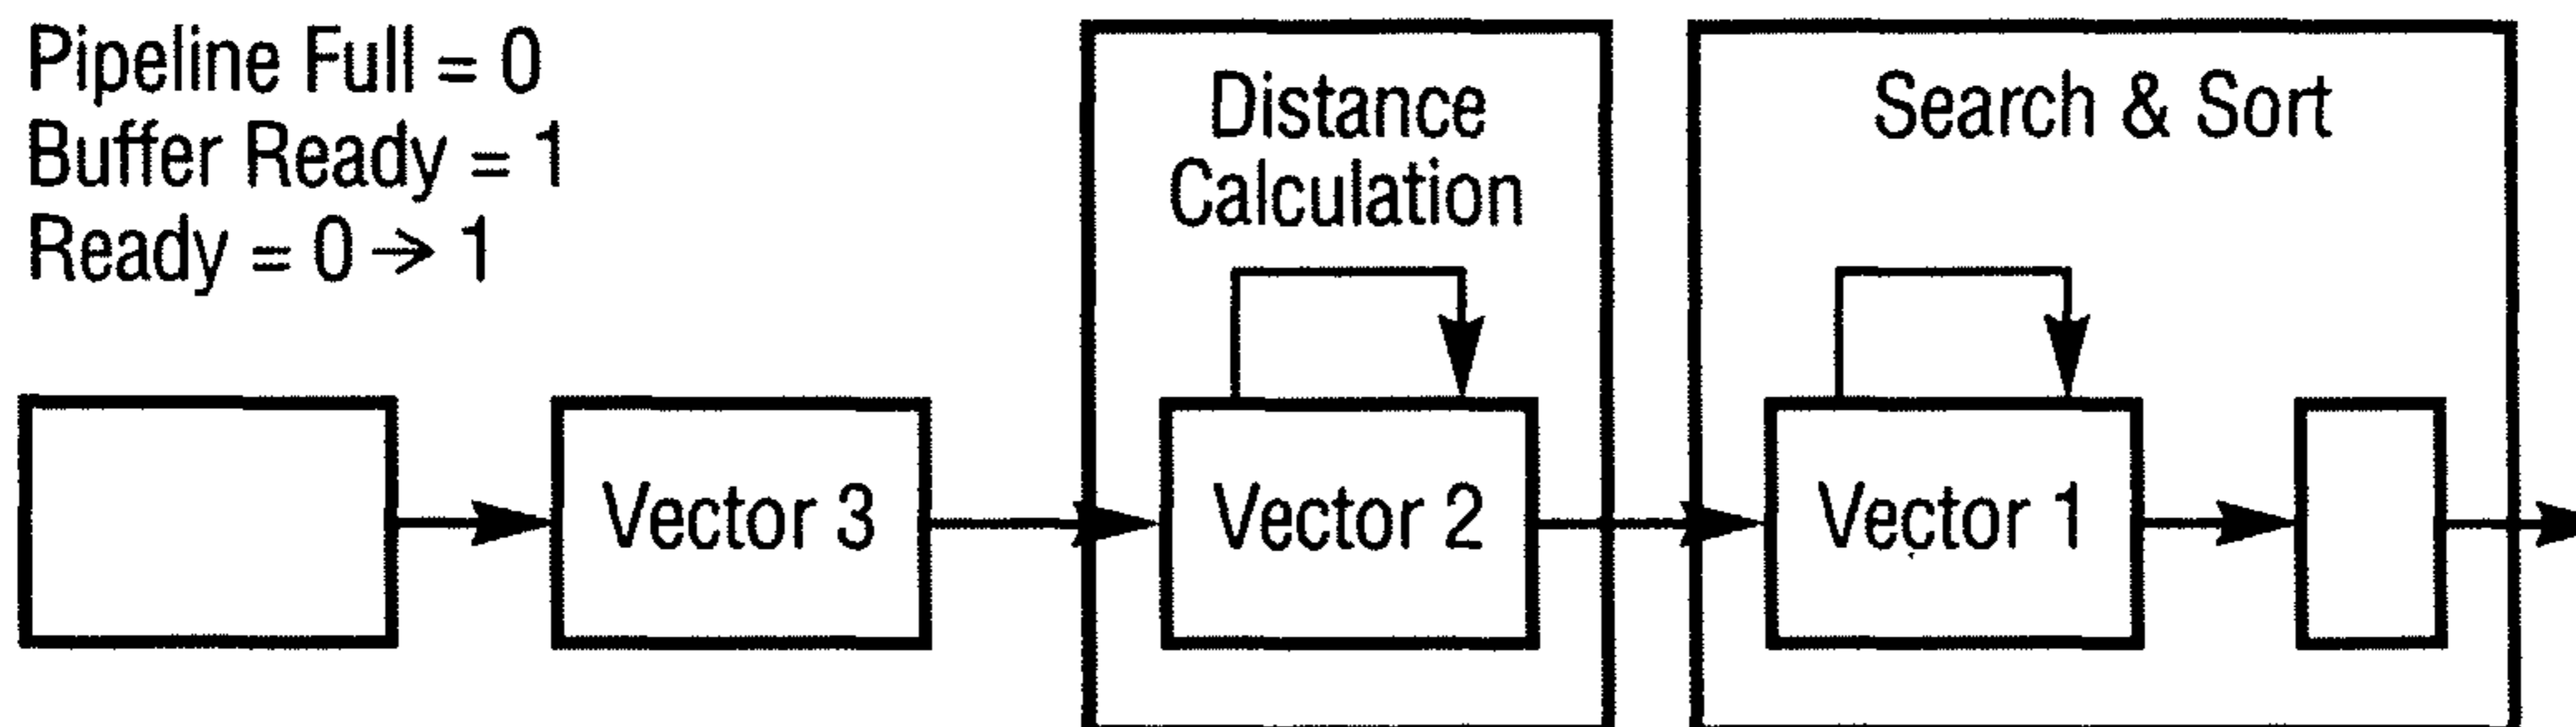 Pipeline Full = 0
Buffer Ready = 1
Ready = 0 → 1
Distance
Calculation
Search & Sort
Vector 3
Vector 2
Vector 1